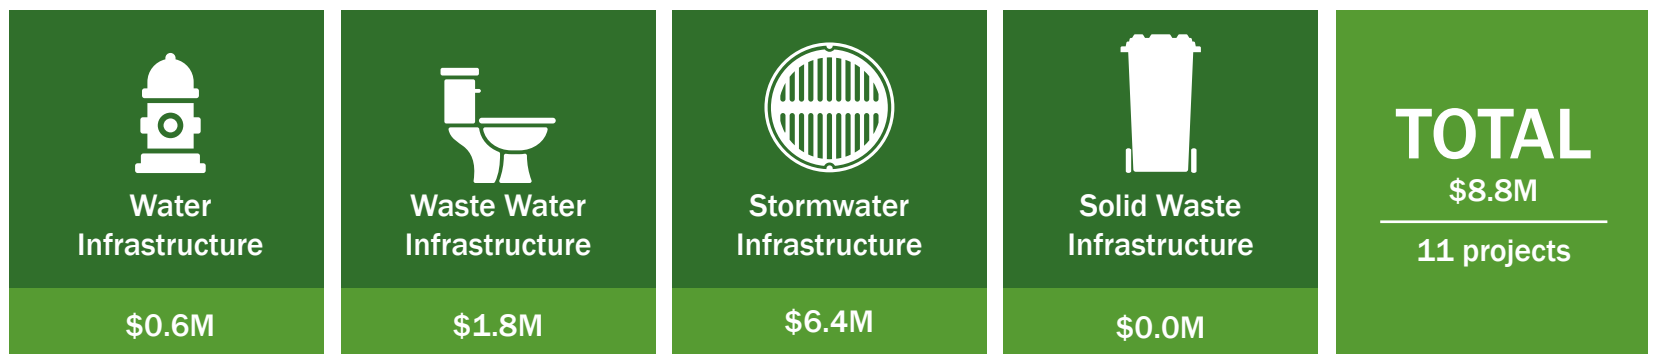 Water
Infrastructure
$0.6M
Waste Water
Infrastructure
$1.8M
Stormwater
Infrastructure
$6.4M
Solid Waste
Infrastructure
$0.0M
TOTAL
$8.8M
11 projects